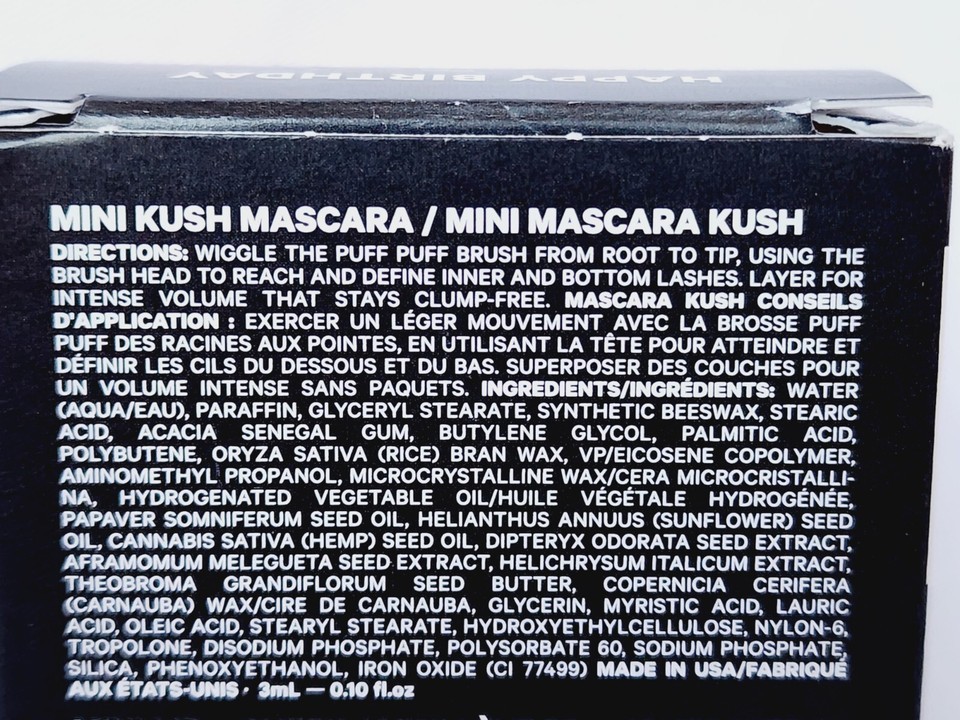 HAPPY BIRTHDAY
MINI KUSH MASCARA / MINI MASCARA KUSH
DIRECTIONS: WIGGLE THE PUFF PUFF BRUSH FROM ROOT TO TIP, USING THE
BRUSH HEAD TO REACH AND DEFINE INNER AND BOTTOM LASHES. LAYER FOR
INTENSE VOLUME THAT STAYS CLUMP-FREE. MASCARA KUSH CONSEILS
D'APPLICATION : EXERCER UN LÉGER MOUVEMENT AVEC LA BROSSE PUFF
PUFF DES RACINES AUX POINTES, EN UTILISANT LA TÊTE POUR ATTEINDRE ET
DÉFINIR LES CILS DU DESSOUS ET DU BAS. SUPERPOSER DES COUCHES POUR
UN VOLUME INTENSE SANS PAQUETS. INGREDIENTS/INGRÉDIENTS: WATER
(AQUA/EAU), PARAFFIN, GLYCERYL STEARATE, SYNTHETIC BEESWAX, STEARIC
ACID, ACACIA SENEGAL GUM, BUTYLENE GLYCOL, PALMITIC ACID,
POLYBUTENE, ORYZA SATIVA (RICE) BRAN WAX, VP/EICOSENE COPOLYMER,
AMINOMETHYL PROPANOL, MICROCRYSTALLINE WAX/CERA MICROCRISTALLI-
NA, HYDROGENATED VEGETABLE OIL/HUILE VÉGÉTALE HYDROGÉNÉE,
PAPAVER SOMNIFERUM SEED OIL, HELIANTHUS ANNUUS (SUNFLOWER) SEED
OIL, CANNABIS SATIVA (HEMP) SEED OIL, DIPTERYX ODORATA SEED EXTRACT,
AFRAMOMUM MELEGUETA SEED EXTRACT, HELICHRYSUM ITALICUM EXTRACT,
THEOBROMA GRANDIFLORUM SEED BUTTER, COPERNICIA CERIFERA
(CARNAUBA) WAX/CIRE DE CARNAUBA, GLYCERIN, MYRISTIC ACID, LAURIC
ACID, OLEIC ACID, STEARYL STEARATE, HYDROXYETHYLCELLULOSE, NYLON-6,
TROPOLONE, DISODIUM PHOSPHATE, POLYSORBATE 60, SODIUM PHOSPHATE,
SILICA, PHENOXYETHANOL, IRON OXIDE (CI 77499) MADE IN USA/FABRIQUÉ
AUX ÉTATS-UNIS · 3mL — 0.10 fl.oz